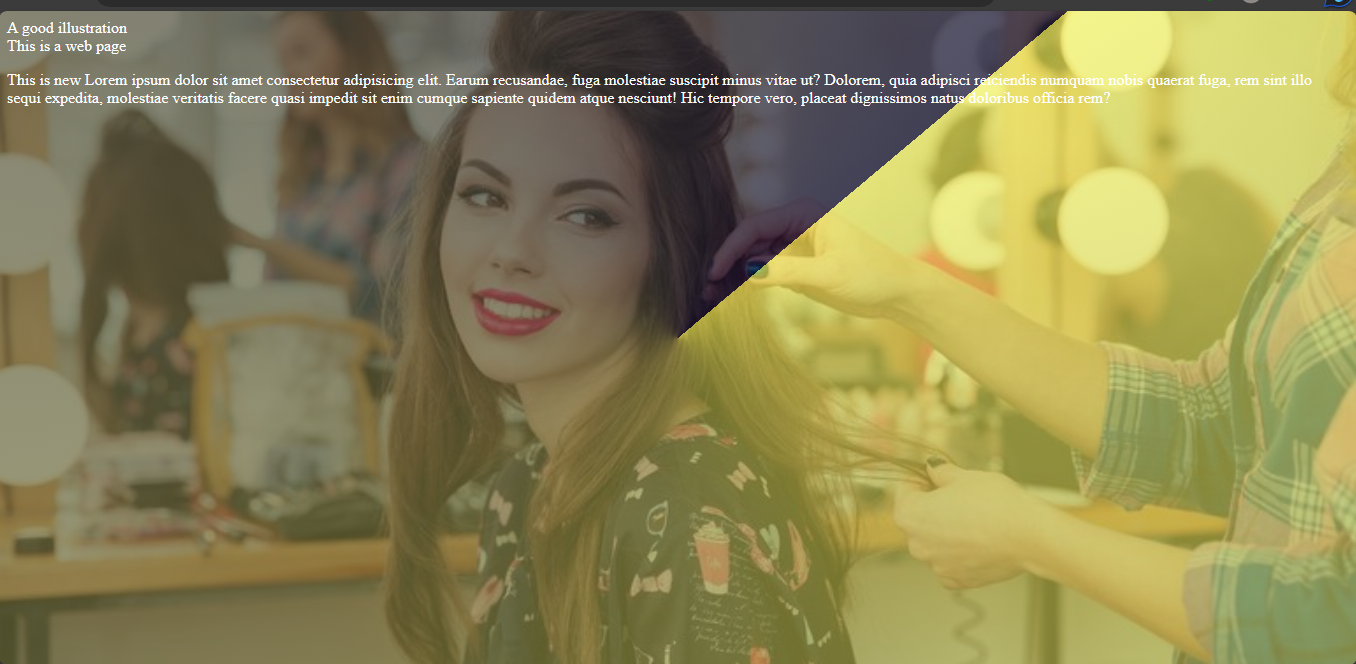 A good illustration
This is a web page
This is new Lorem ipsum dolor sit amet consectetur adipisicing elit. Earum recusandae, fuga molestiae suscipit minus vitae ut? Dolorem, quia adipisci reiciendis numquam nobis quaerat fuga, rem sint illo
sequi expedita, molestiae veritatis facere quasi impedit sit enim cumque sapiente quidem atque nesciunt! Hic tempore vero, placeat dignissimos natus doloribus officia rem?